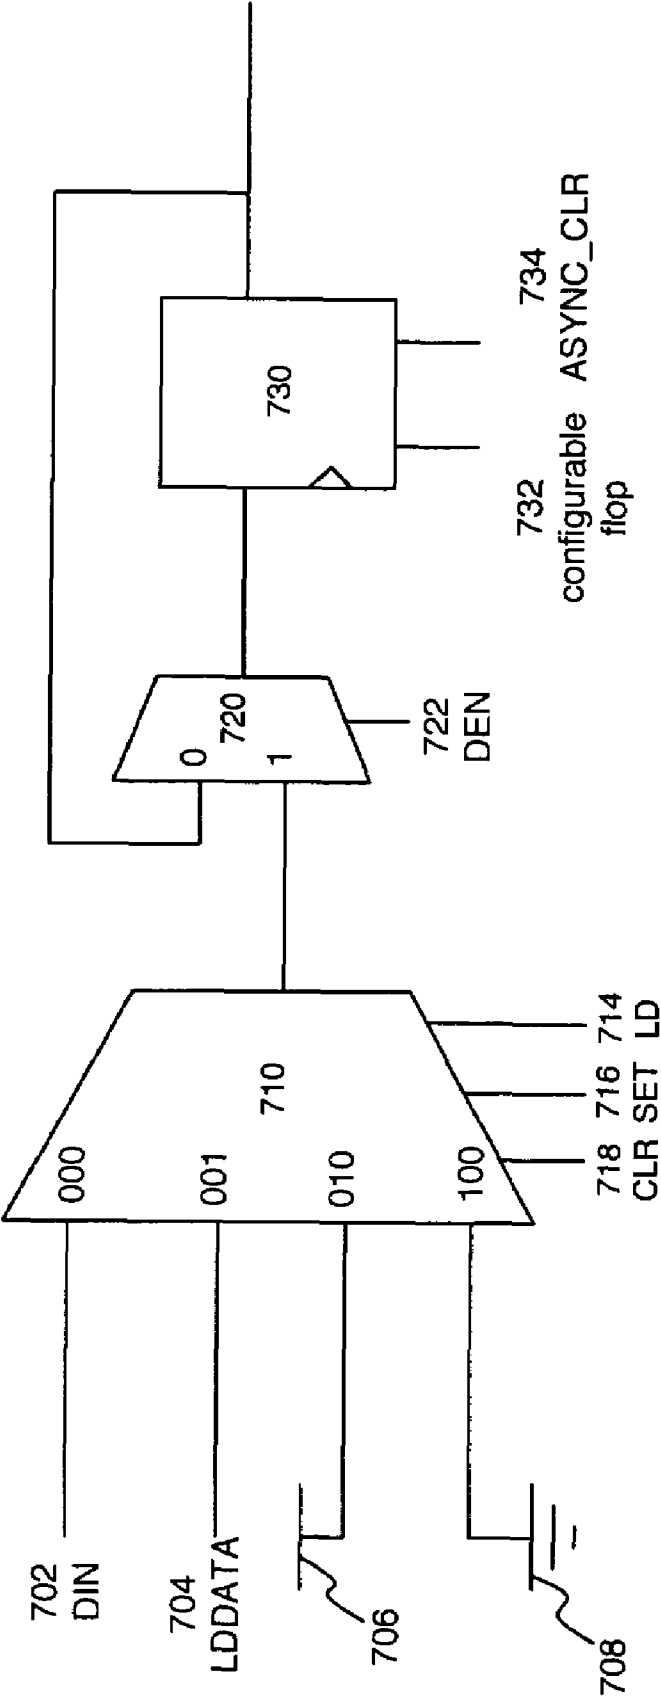 702
DIN
704
LDDATA
706
708
000
001
010
100
710
718 716 714
CLR SET LD
0
1
720
722
DEN
730
732 734
configurable ASYNC_CLR
flop